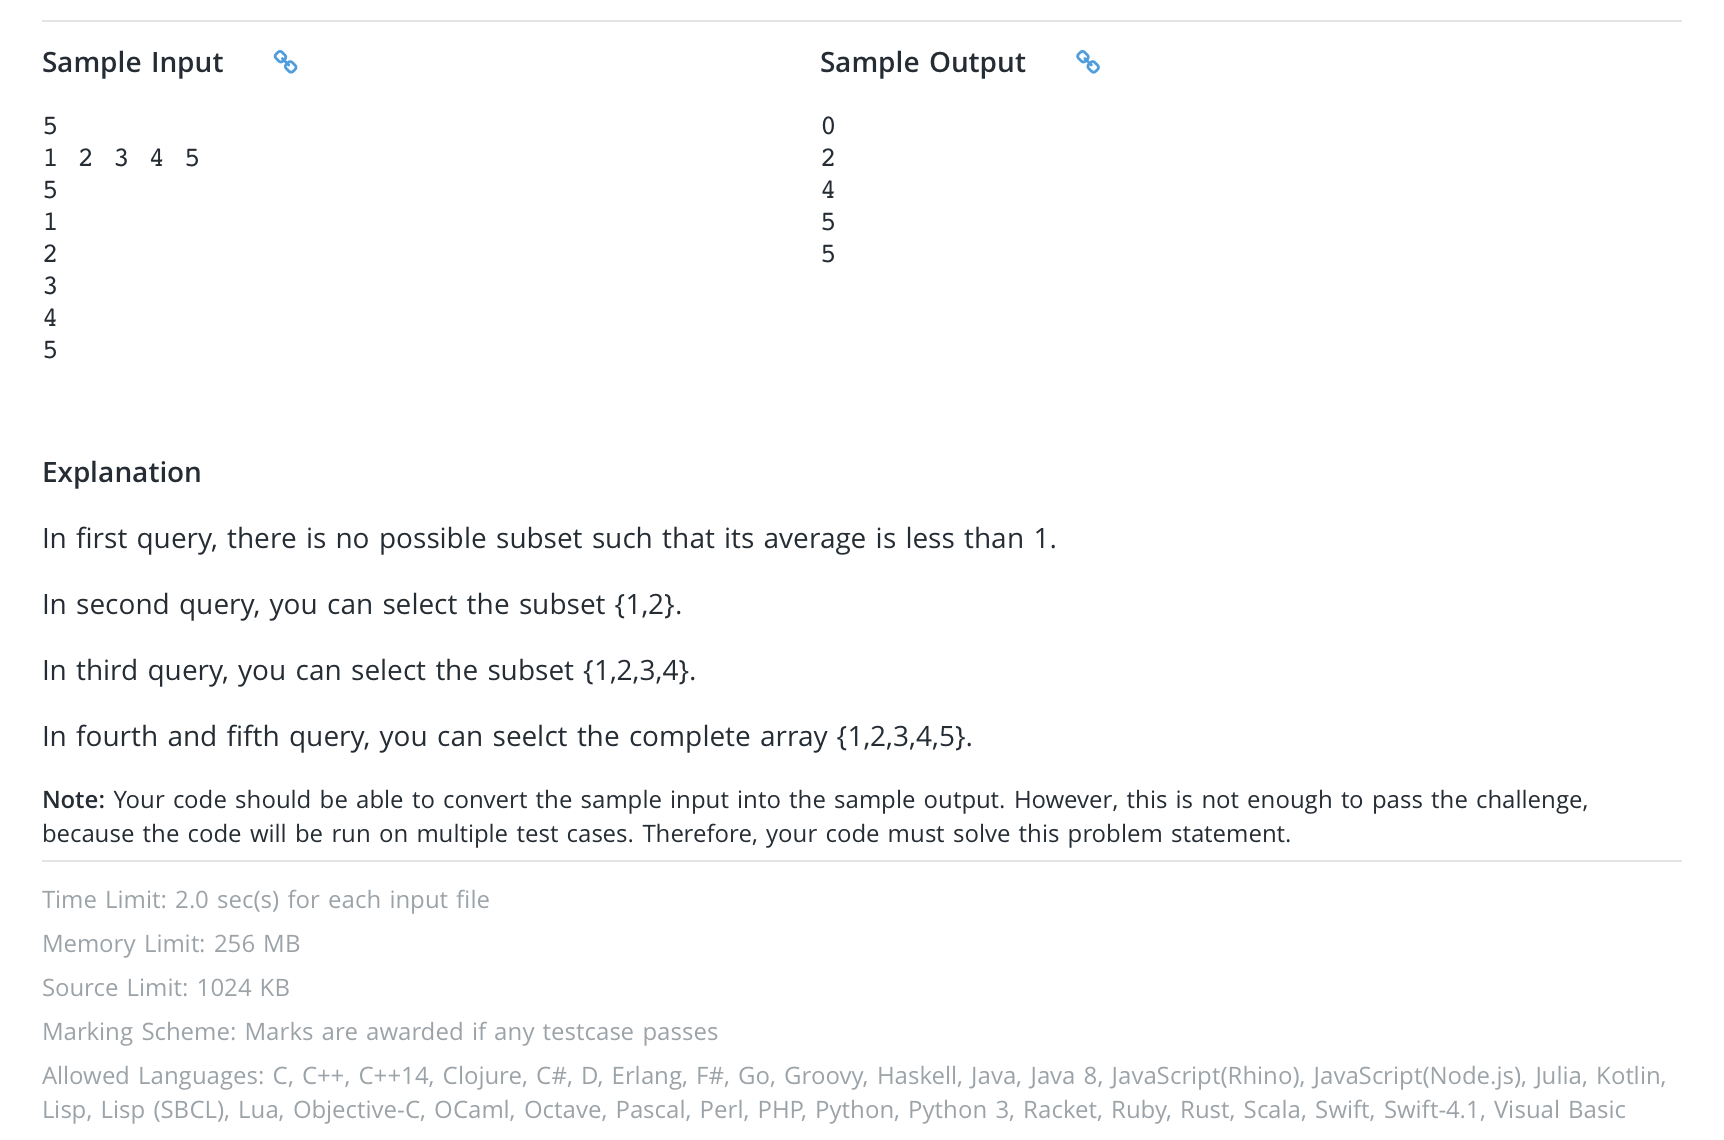 Sample Input
Sample Output
5
1 2 3 4 5
5
1
2
3
4
5
0
2
4
5
5
Explanation
In first query, there is no possible subset such that its average is less than 1.
In second query, you can select the subset {1,2}.
In third query, you can select the subset {1,2,3,4}.
In fourth and fifth query, you can seelct the complete array {1,2,3,4,5}.
Note: Your code should be able to convert the sample input into the sample output. However, this is not enough to pass the challenge,
because the code will be run on multiple test cases. Therefore, your code must solve this problem statement.
Time Limit: 2.0 sec(s) for each input file
Memory Limit: 256 MB
Source Limit: 1024 KB
Marking Scheme: Marks are awarded if any testcase passes
Allowed Languages: C, C++, C++14, Clojure, C#, D, Erlang, F#, Go, Groovy, Haskell, Java, Java 8, JavaScript(Rhino), JavaScript(Node.js), Julia, Kotlin,
Lisp, Lisp (SBCL), Lua, Objective-C, OCaml, Octave, Pascal, Perl, PHP, Python, Python 3, Racket, Ruby, Rust, Scala, Swift, Swift-4.1, Visual Basic